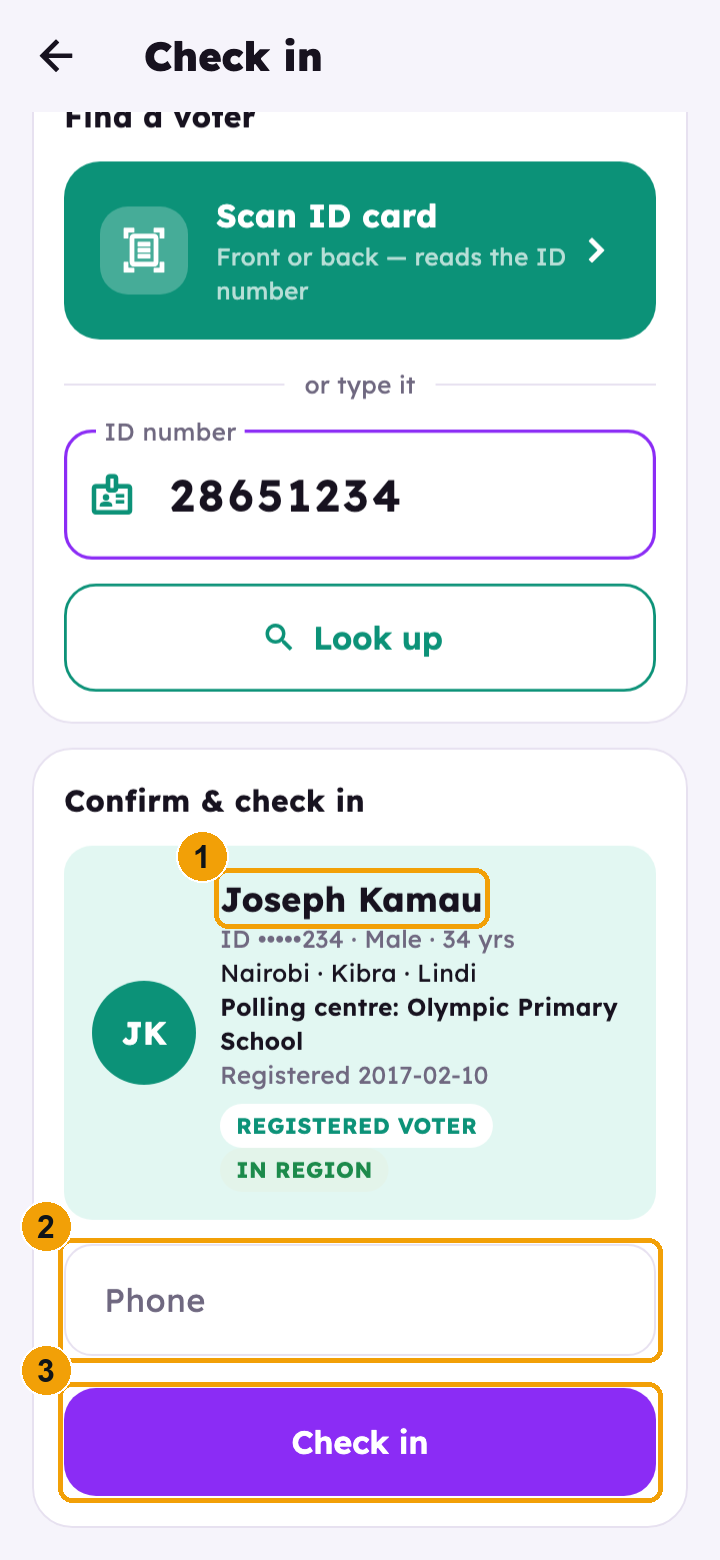 Check in
Find a voter
Scan ID card
Front or back — reads the ID
number
or type it
ID number
28651234
Look up
Confirm & check in
1
Joseph Kamau
ID •••••234 · Male · 34 yrs
Nairobi · Kibra · Lindi
Polling centre: Olympic Primary
School
JK
Registered 2017-02-10
REGISTERED VOTER
IN REGION
2
Phone
3
Check in